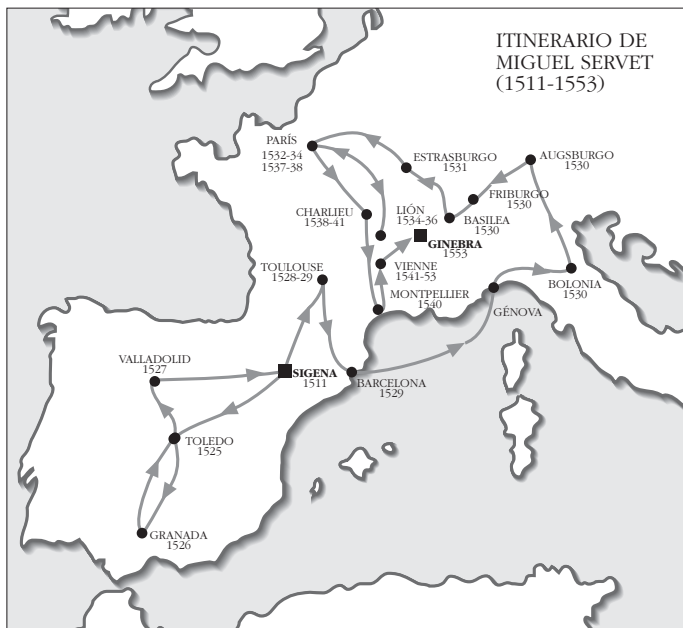 ITINERARIO DE
MIGUEL SERVET
(1511-1553)
PARÍS
1532-34
1537-38
ESTRASBURGO
1531
AUGSBURGO
1530
FRIBURGO
1530
BASILEA
1530
CHARLIEU
1538-41
LIÓN
1534-36
GINEBRA
1553
VIENNE
1541-53
TOULOUSE
1528-29
MONTPELLIER
1540
BOLONIA
1530
GÉNOVA
VALLADOLID
1527
SIGENA
1511
BARCELONA
1529
TOLEDO
1525
GRANADA
1526